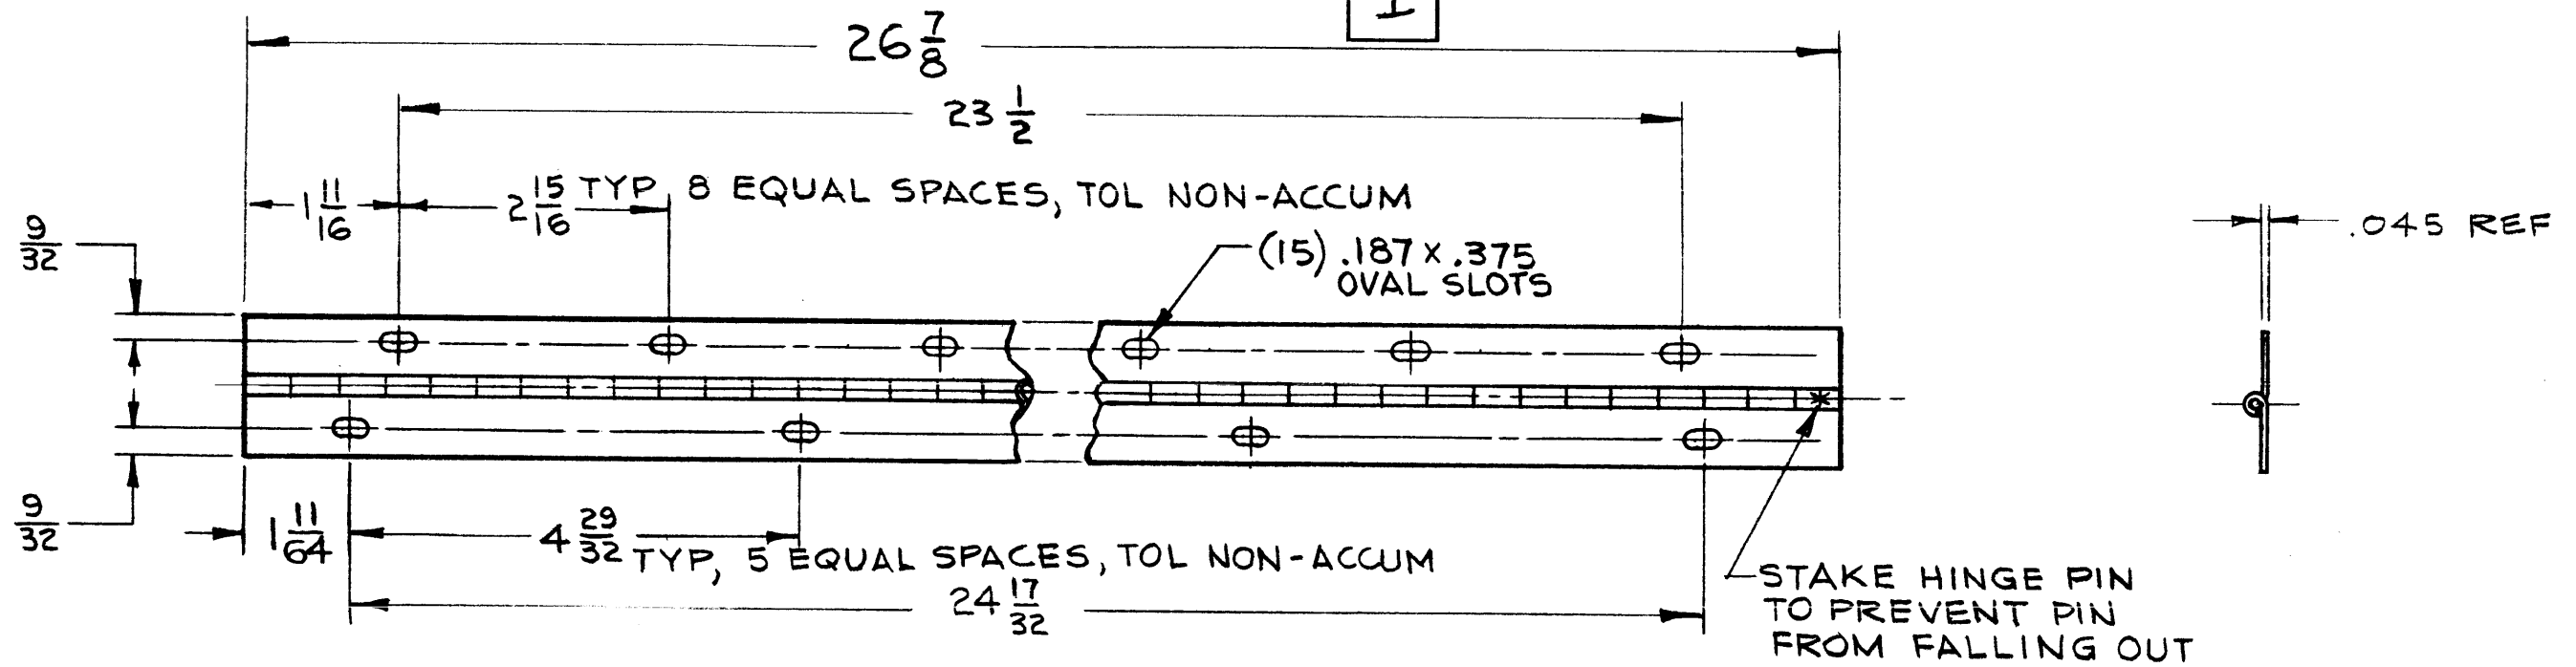 26 7/8
23 1/2
1 11/16
2 15/16 TYP 8 EQUAL SPACES, TOL NON-ACCUM
9/32
.045 REF
(15) .187 X .375
OVAL SLOTS
9/32
1 11/64
4 29/32 TYP, 5 EQUAL SPACES, TOL NON-ACCUM
24 17/32
STAKE HINGE PIN
TO PREVENT PIN
FROM FALLING OUT